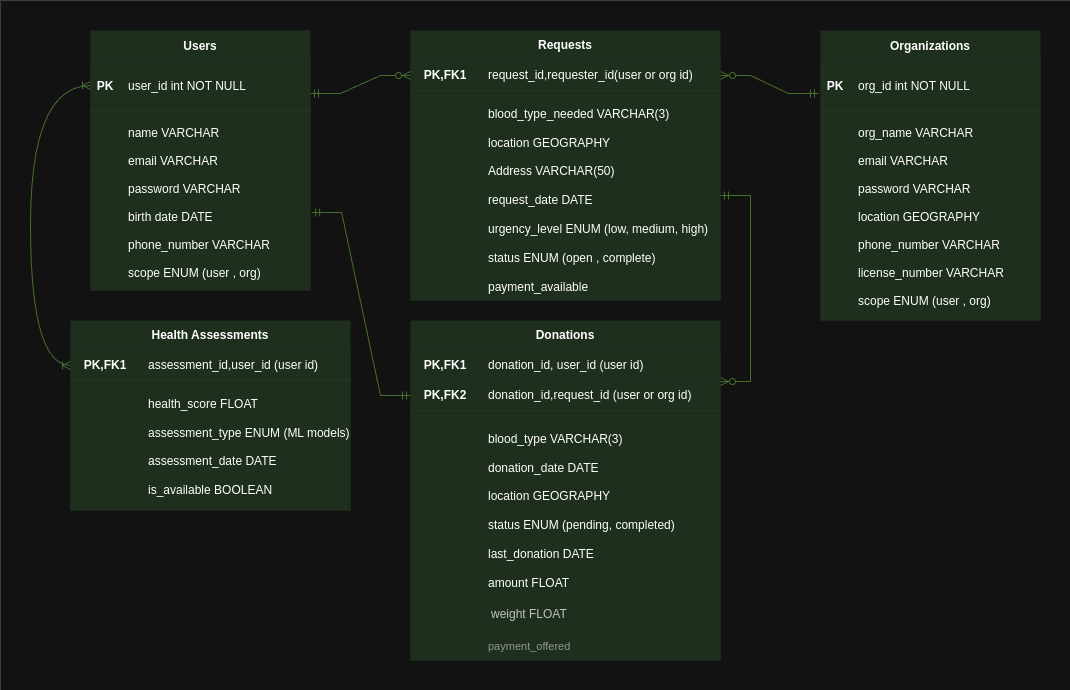 Users
PK user_id int NOT NULL
name VARCHAR
email VARCHAR
password VARCHAR
birth date DATE
phone_number VARCHAR
scope ENUM (user , org)
Requests
PK,FK1 request_id,requester_id(user or org id)
blood_type_needed VARCHAR(3)
location GEOGRAPHY
Address VARCHAR(50)
request_date DATE
urgency_level ENUM (low, medium, high)
status ENUM (open , complete)
payment_available
Organizations
PK org_id int NOT NULL
org_name VARCHAR
email VARCHAR
password VARCHAR
location GEOGRAPHY
phone_number VARCHAR
license_number VARCHAR
scope ENUM (user , org)
Health Assessments
PK,FK1 assessment_id,user_id (user id)
health_score FLOAT
assessment_type ENUM (ML models)
assessment_date DATE
is_available BOOLEAN
Donations
PK,FK1 donation_id, user_id (user id)
PK,FK2 donation_id,request_id (user or org id)
blood_type VARCHAR(3)
donation_date DATE
location GEOGRAPHY
status ENUM (pending, completed)
last_donation DATE
amount FLOAT
weight FLOAT
payment_offered